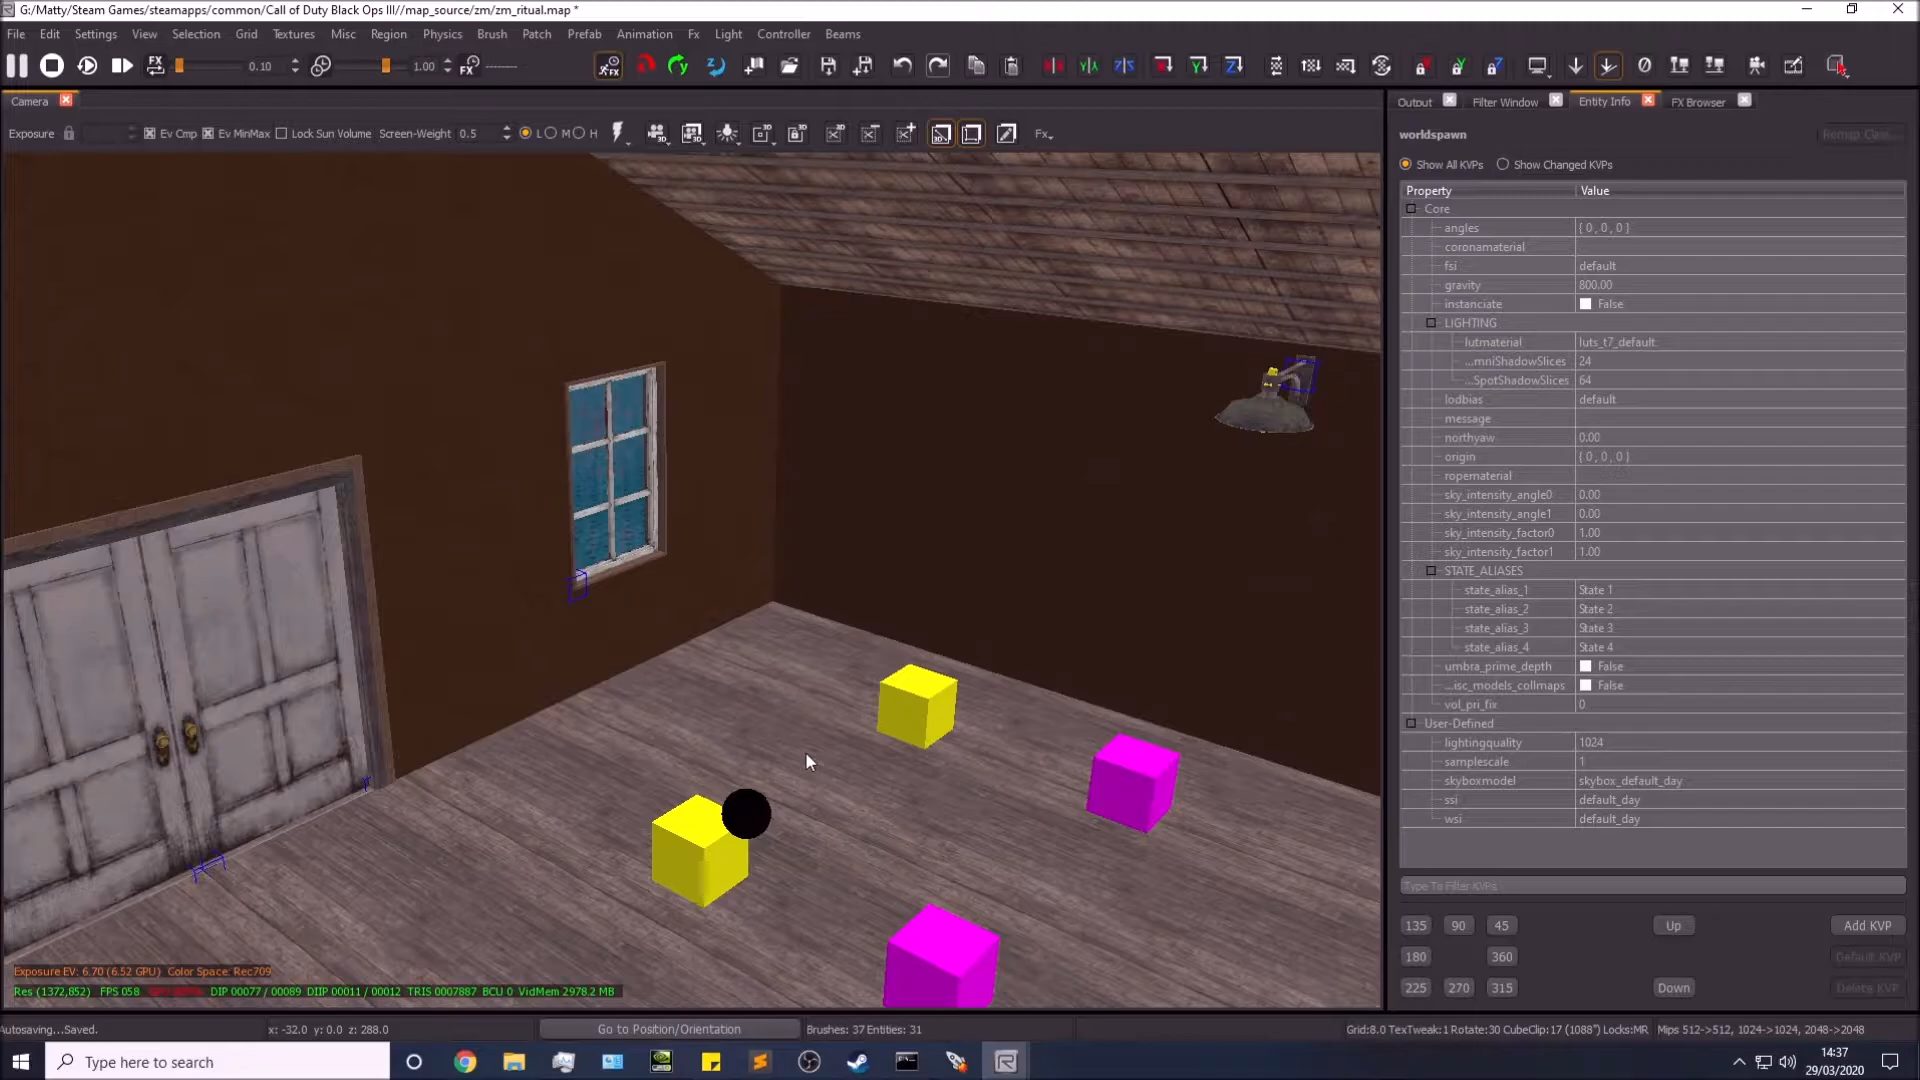 G:/Matty/Steam Games/steamapps/common/Call of Duty Black Ops III//map_source/zm/zm_ritual.map *
File Edit Settings View Selection Grid Textures Misc Region Physics Brush Patch Prefab Animation Fx Light Controller Beams
FX 0.10 1.00 FX
Camera
Output Filter Window Entity Info FX Browser
Exposure Ev Cmp Ev MinMax Lock Sun Volume Screen-Weight 0.5 L M H Fx
worldspawn
Show All KVPs Show Changed KVPs
Property Value
Core
angles { 0, 0, 0 }
coronamaterial
fsi default
gravity 800.00
instanciate False
LIGHTING
lutmaterial luts_t7_default
...mniShadowSlices 24
...SpotShadowSlices 64
lodbias default
message
northyaw 0.00
origin { 0, 0, 0 }
ropematerial
sky_intensity_angle0 0.00
sky_intensity_angle1 0.00
sky_intensity_factor0 1.00
sky_intensity_factor1 1.00
STATE_ALIASES
state_alias_1 State 1
state_alias_2 State 2
state_alias_3 State 3
state_alias_4 State 4
umbra_prime_depth False
...isc_models_collmaps False
vol_pri_fix 0
User-Defined
lightingquality 1024
samplescale 1
skyboxmodel skybox_default_day
ssi default_day
wsi default_day
Type To Filter KVPs
135 90 45 Up Add KVP
180 360 Default KVP
225 270 315 Down Delete KVP
Exposure EV: 6.70 (6.52 GPU) Color Space: Rec709
Res (1372,852) FPS 058 DIP 00077 / 00089 DIIP 00011 / 00012 TRIS 0007887 BCU 0 VidMem 2978.2 MB
Autosaving...Saved. x: -32.0 y: 0.0 z: 288.0 Go to Position/Orientation Brushes: 37 Entities: 31 Grid:8.0 TexTweak:1 Rotate:30 CubeClip:17 (1088") Locks:MR Mips 512->512, 1024->1024, 2048->2048
Type here to search
14:37
29/03/2020